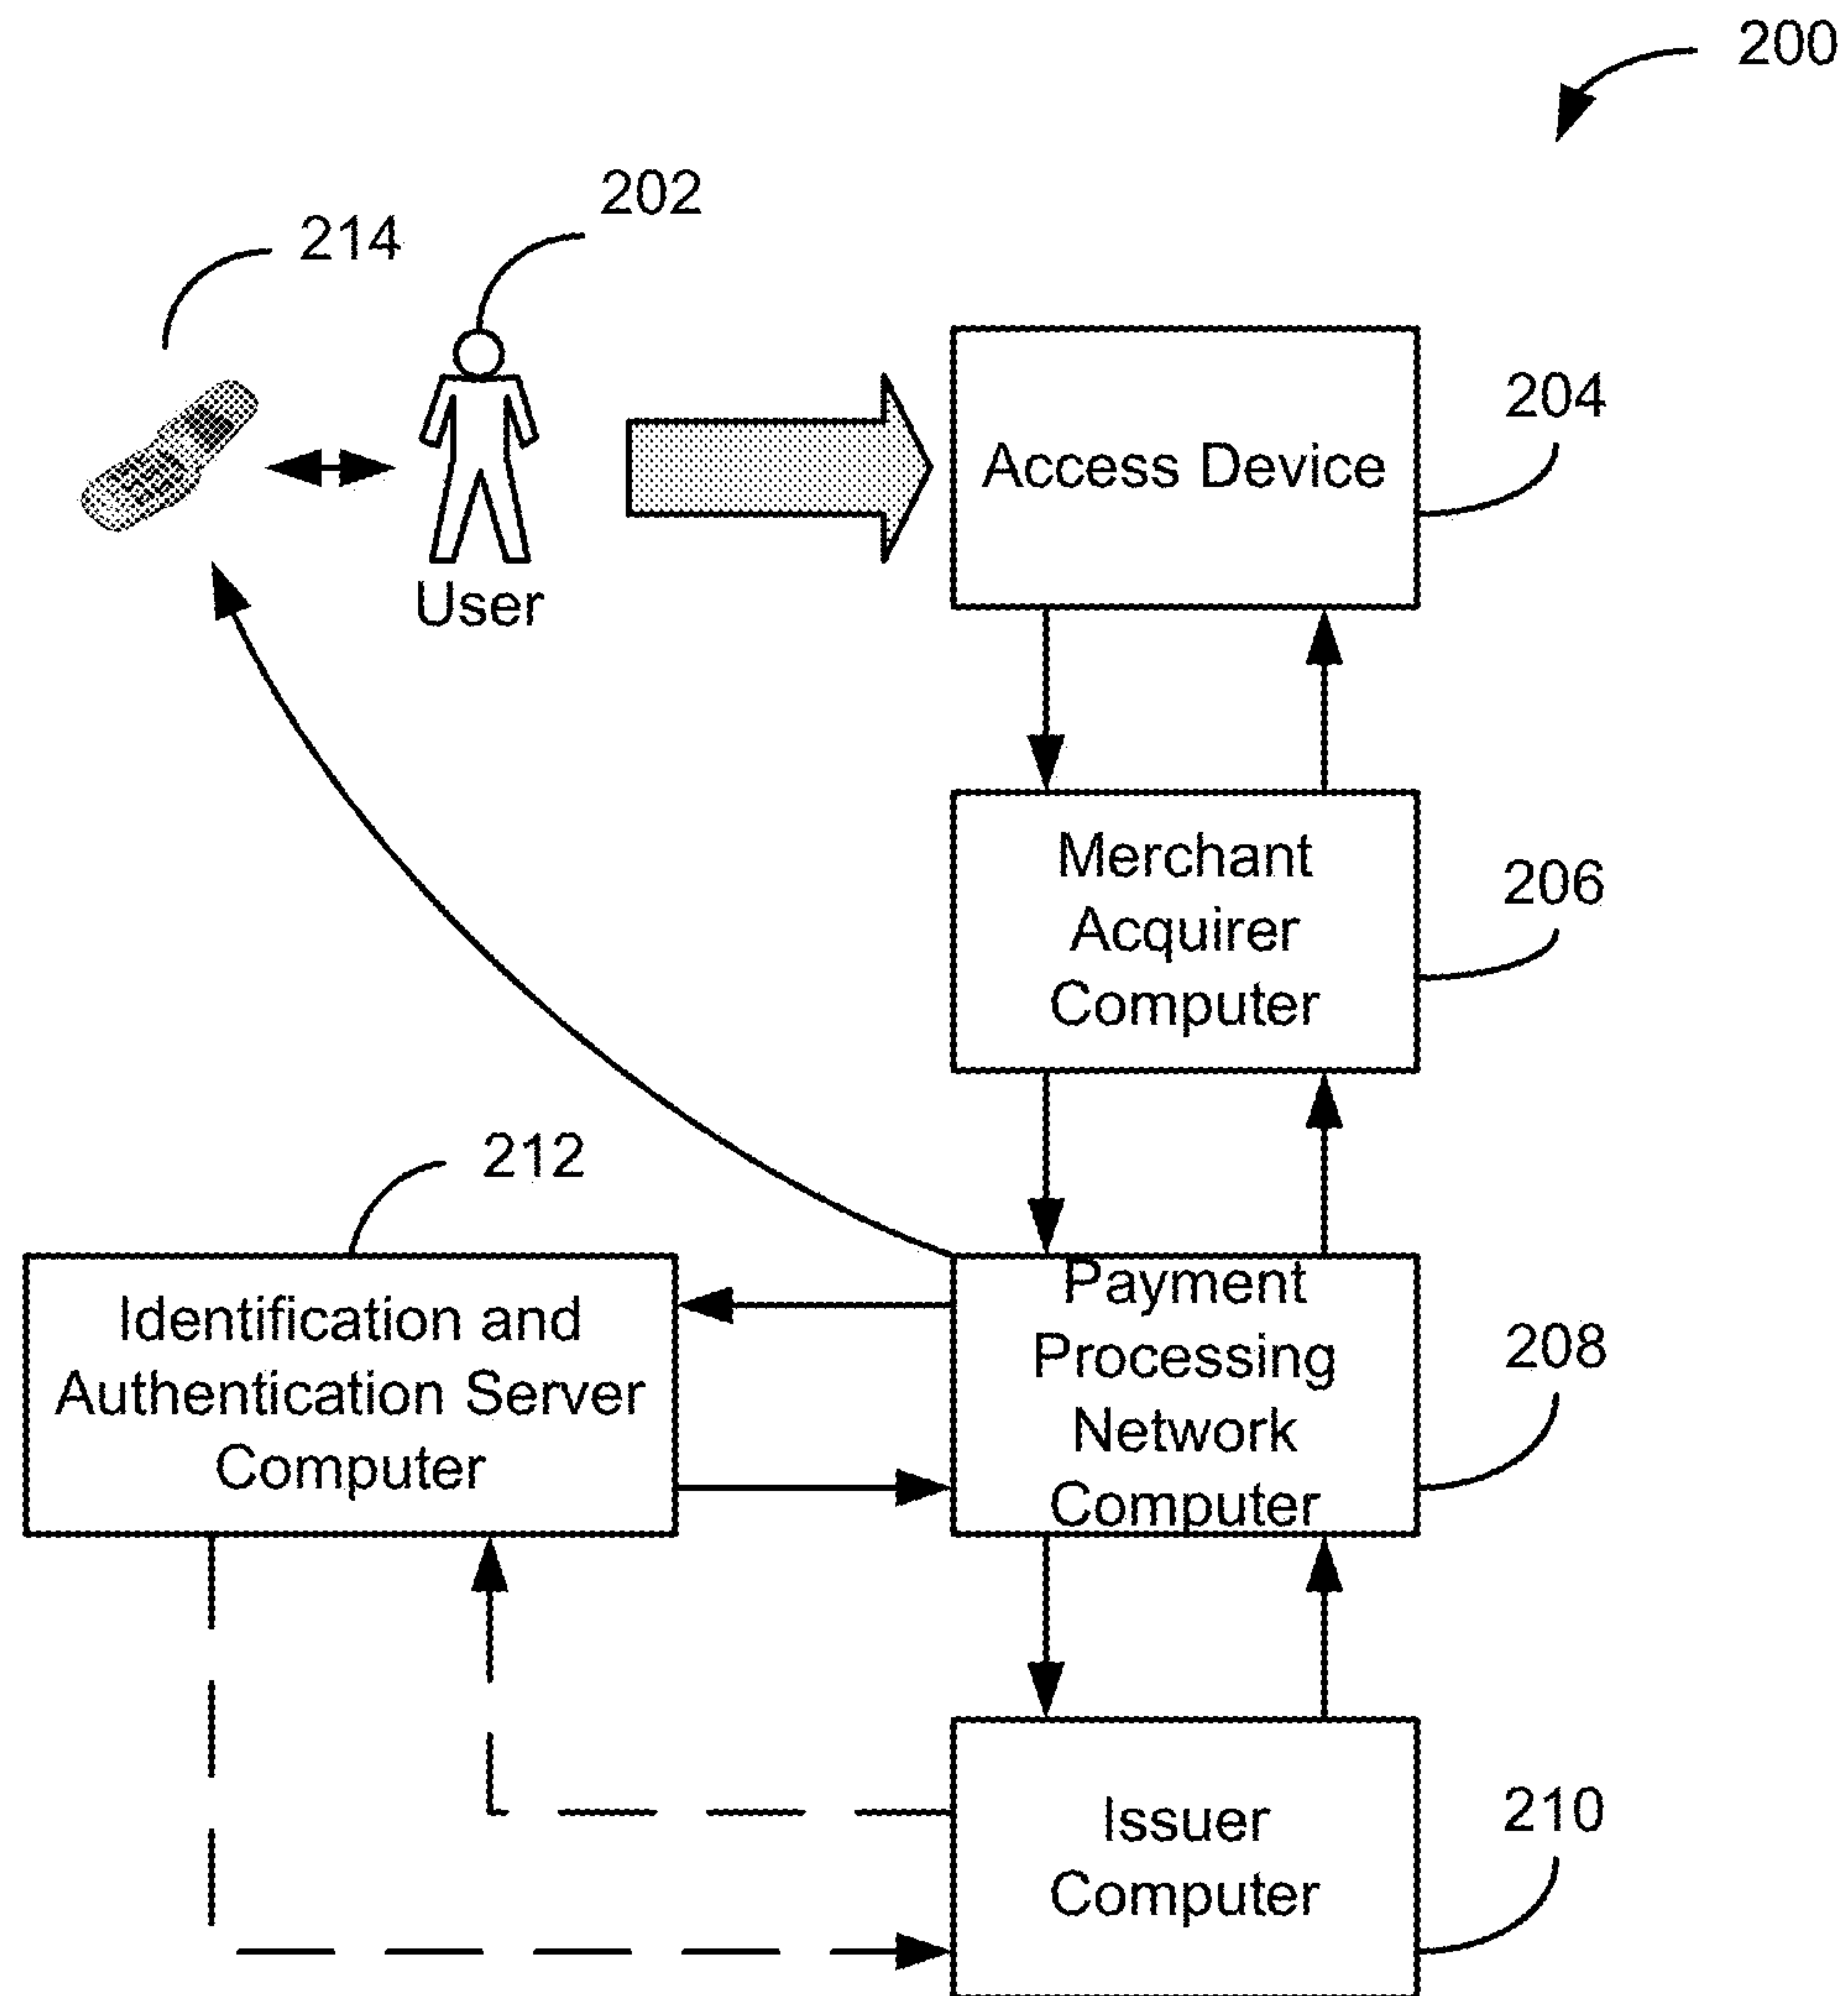 200
202
214
204
Access Device
User
Merchant
Acquirer
Computer
206
212
Identification and
Authentication Server
Computer
Payment
Processing
Network
Computer
208
Issuer
Computer
210